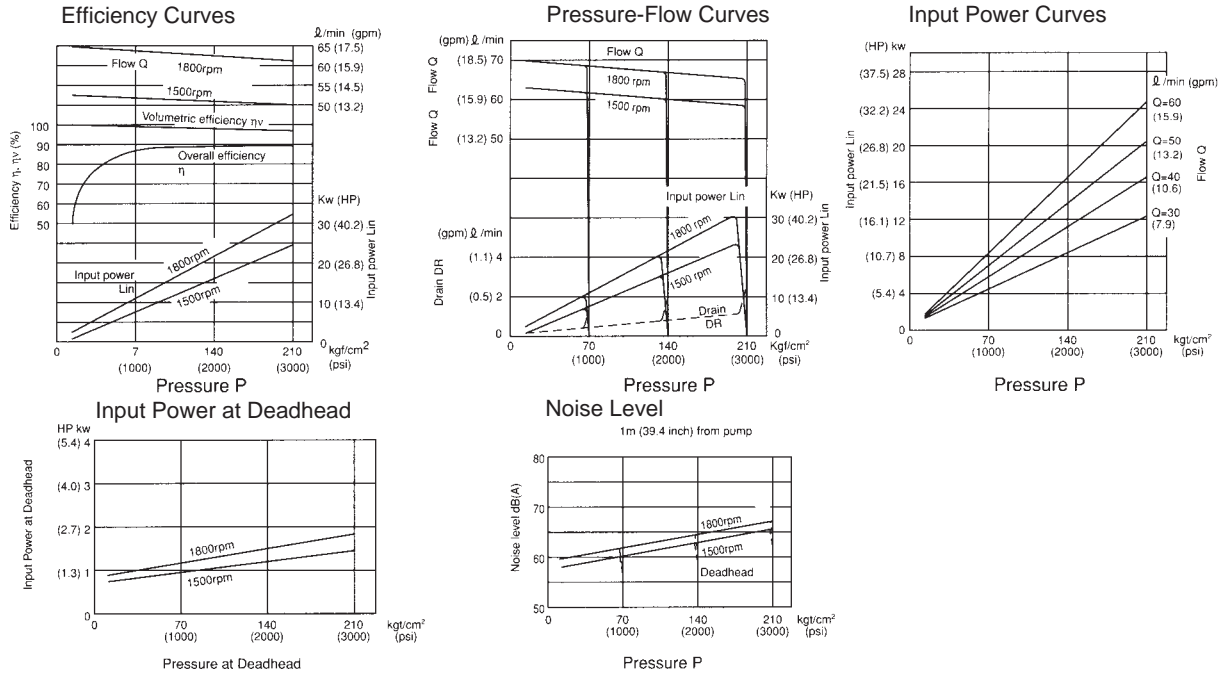 Efficiency Curves
ℓ/min (gpm)
65 (17.5)
Flow Q
1800rpm
60 (15.9)
55 (14.5)
1500rpm
50 (13.2)
Volumetric efficiency ηv
100
90
Overall efficiency
η
80
70
60
50
Efficiency η, ηv (%)
Kw (HP)
30 (40.2)
20 (26.8)
10 (13.4)
0
Input power Lin
Input power
Lin
1800rpm
1500rpm
0
7
(1000)
140
(2000)
210
(3000)
kgf/cm²
(psi)
Pressure P
Pressure-Flow Curves
(gpm) ℓ/min
Flow Q
(18.5) 70
1800 rpm
(15.9) 60
1500 rpm
(13.2) 50
Flow Q
Flow Q
Input power Lin
Kw (HP)
(gpm) ℓ/min
30 (40.2)
1800 rpm
(1.1) 4
20 (26.8)
1500 rpm
(0.5) 2
10 (13.4)
Drain
DR
0
0
Drain DR
Input power Lin
0
70
(1000)
140
(2000)
210
(3000)
Kgf/cm²
(psi)
Pressure P
Input Power Curves
(HP) kw
(37.5) 28
(32.2) 24
(26.8) 20
(21.5) 16
(16.1) 12
(10.7) 8
(5.4) 4
0
Input power Lin
ℓ /min (gpm)
Q=60
(15.9)
Q=50
(13.2)
Q=40
(10.6)
Q=30
(7.9)
Flow Q
0
70
(1000)
140
(2000)
210
(3000)
kgt/cm²
(psi)
Pressure P
Input Power at Deadhead
HP kw
(5.4) 4
(4.0) 3
(2.7) 2
(1.3) 1
0
Input Power at Deadhead
1800rpm
1500rpm
0
70
(1000)
140
(2000)
210
(3000)
kgt/cm²
(psi)
Pressure at Deadhead
Noise Level
1m (39.4 inch) from pump
80
70
60
50
Noise level dB(A)
1800rpm
1500rpm
Deadhead
0
70
(1000)
140
(2000)
210
(3000)
kgt/cm²
(psi)
Pressure P